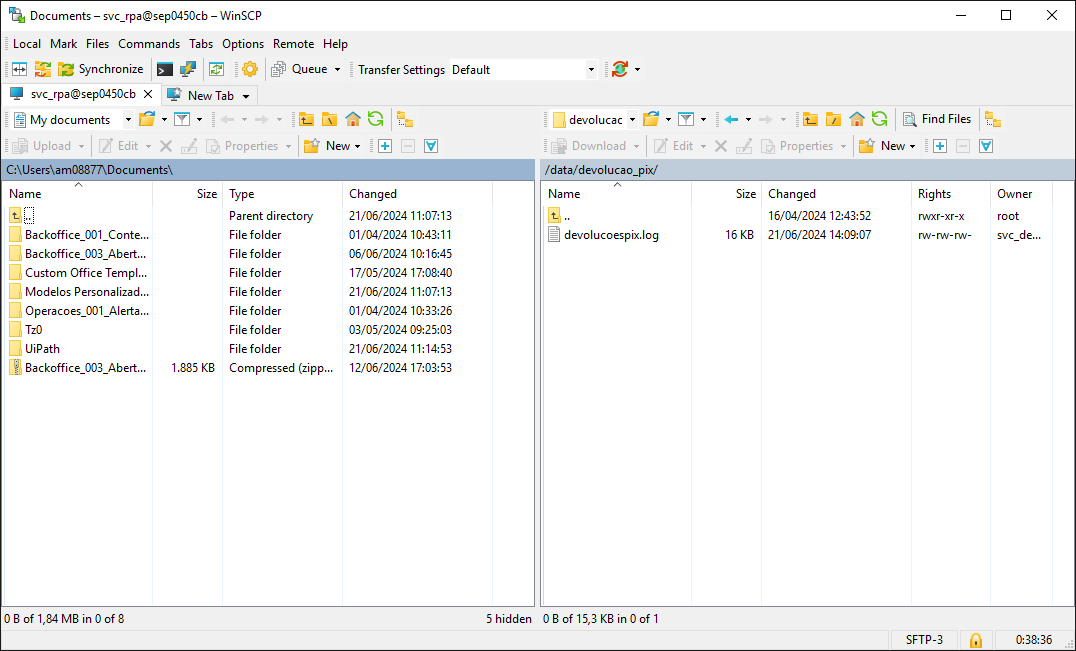 Documents – svc_rpa@sep0450cb – WinSCP
Local Mark Files Commands Tabs Options Remote Help
Synchronize Queue Transfer Settings Default
svc_rpa@sep0450cb New Tab
My documents devolucac Find Files
Upload Edit Properties New Download Edit Properties New
C:\Users\am08877\Documents\ /data/devolucao_pix/
Name Size Type Changed Name Size Changed Rights Owner
.. Parent directory 21/06/2024 11:07:13 .. 16/04/2024 12:43:52 rwxr-xr-x root
Backoffice_001_Conte... File folder 01/04/2024 10:43:11 devolucoespix.log 16 KB 21/06/2024 14:09:07 rw-rw-rw- svc_de...
Backoffice_003_Abert... File folder 06/06/2024 10:16:45
Custom Office Templ... File folder 17/05/2024 17:08:40
Modelos Personalizad... File folder 21/06/2024 11:07:13
Operacoes_001_Alerta... File folder 01/04/2024 10:33:26
Tz0 File folder 03/05/2024 09:25:03
UiPath File folder 21/06/2024 11:14:53
Backoffice_003_Abert... 1.885 KB Compressed (zipp... 12/06/2024 17:03:53
0 B of 1,84 MB in 0 of 8 5 hidden 0 B of 15,3 KB in 0 of 1
SFTP-3 0:38:36